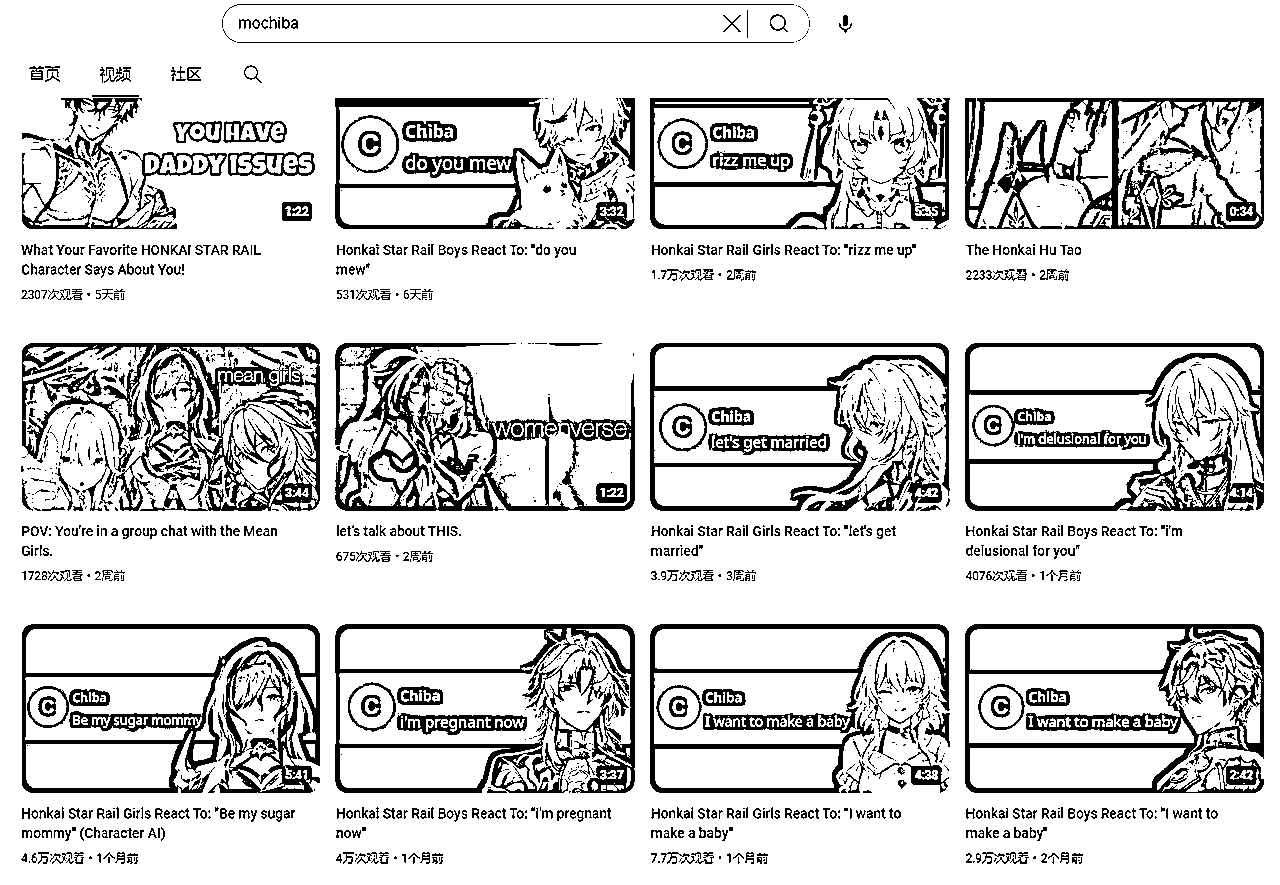 mochiba
首页 视频 社区
YOU HAVE
DADDY ISSUES
1:22
Chiba
do you mew
3:32
Chiba
rizz me up
5:35
0:34
What Your Favorite HONKAI STAR RAIL
Character Says About You!
2307次观看・5天前
Honkai Star Rail Boys React To: "do you
mew"
531次观看・6天前
Honkai Star Rail Girls React To: "rizz me up"
1.7万次观看・2周前
The Honkai Hu Tao
2233次观看・2周前
mean girls
3:44
womenverse
1:22
Chiba
let's get married
4:42
Chiba
I'm delusional for you
4:14
POV: You're in a group chat with the Mean
Girls.
1728次观看・2周前
let's talk about THIS.
675次观看・2周前
Honkai Star Rail Girls React To: "let's get
married"
3.9万次观看・3周前
Honkai Star Rail Boys React To: "i'm
delusional for you"
4076次观看・1个月前
C
Chiba
Be my sugar mommy
5:41
C
Chiba
i'm pregnant now
3:37
C
Chiba
I want to make a baby
4:38
C
Chiba
I want to make a baby
2:42
Honkai Star Rail Girls React To: "Be my sugar
mommy" (Character AI)
4.6万次观看・1个月前
Honkai Star Rail Boys React To: "i'm pregnant
now"
4万次观看・1个月前
Honkai Star Rail Girls React To: "I want to
make a baby"
7.7万次观看・1个月前
Honkai Star Rail Boys React To: "I want to
make a baby"
2.9万次观看・2个月前